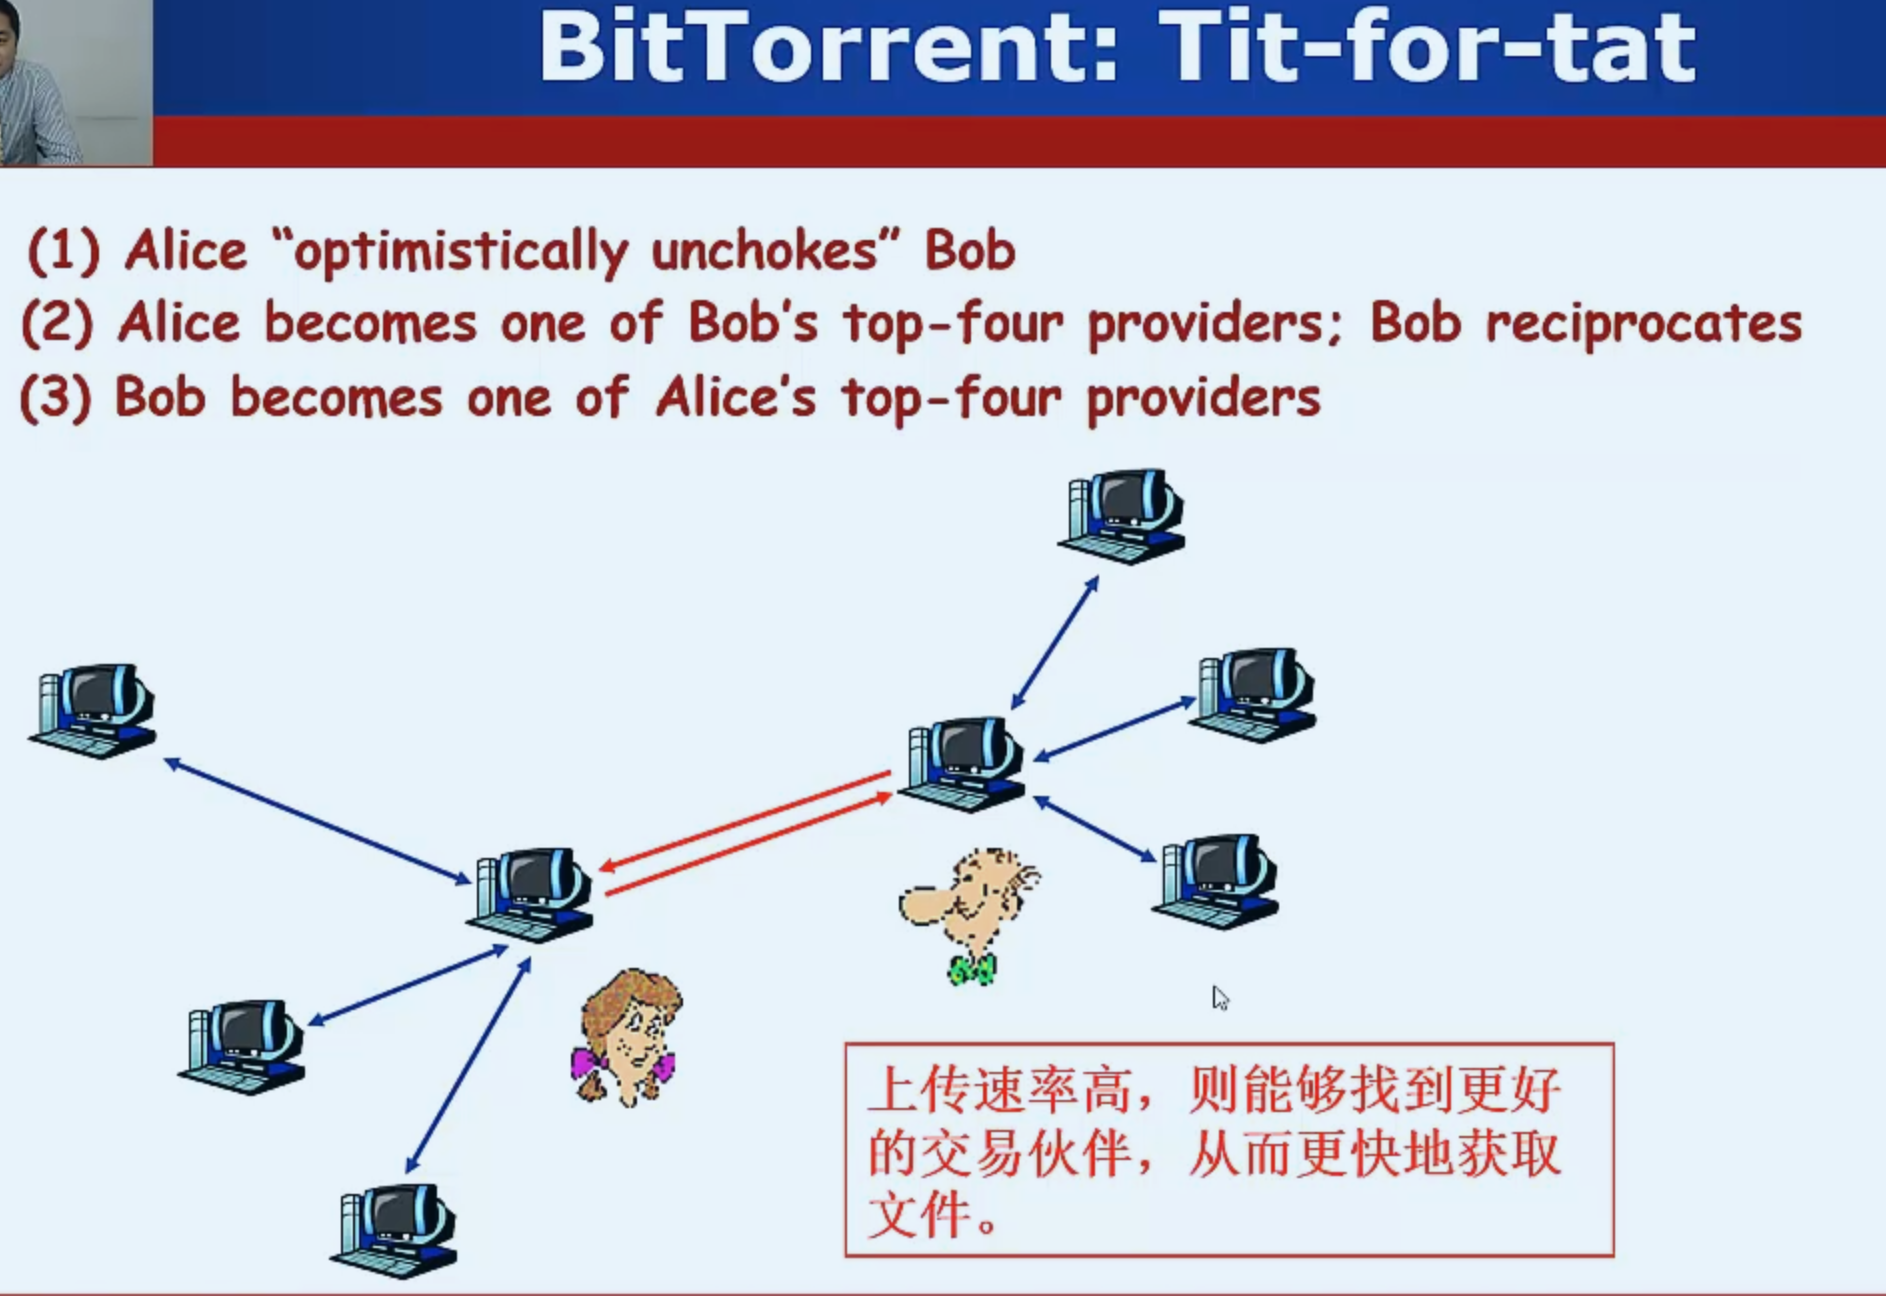 BitTorrent: Tit-for-tat
(1) Alice “optimistically unchokes” Bob
(2) Alice becomes one of Bob’s top-four providers; Bob reciprocates
(3) Bob becomes one of Alice’s top-four providers
上传速率高，则能够找到更好
的交易伙伴，从而更快地获取
文件。